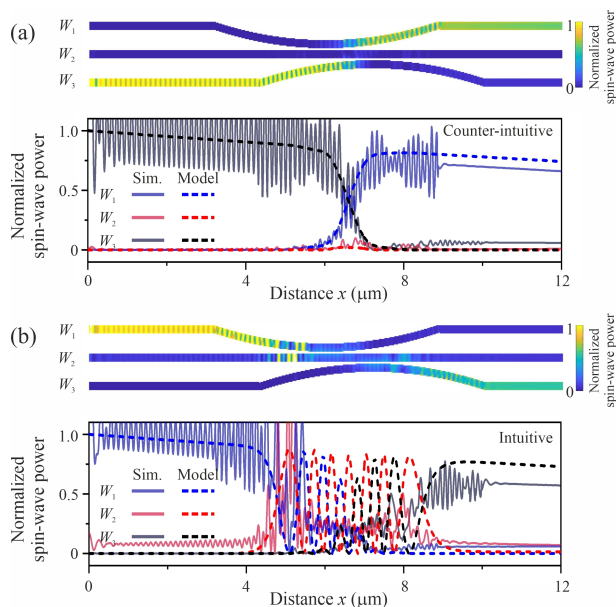 (a)
W1
W2
W3
1
0
Normalized
spin-wave power
1.0
0.5
0
Normalized
spin-wave power
Counter-intuitive
Sim. Model
W1
W2
W3
0 4 6 8 12
Distance x (μm)
(b)
W1
W2
W3
1
0
Normalized
spin-wave power
1.0
0.5
0
Normalized
spin-wave power
Intuitive
Sim. Model
W1
W2
W3
0 4 6 8 12
Distance x (μm)